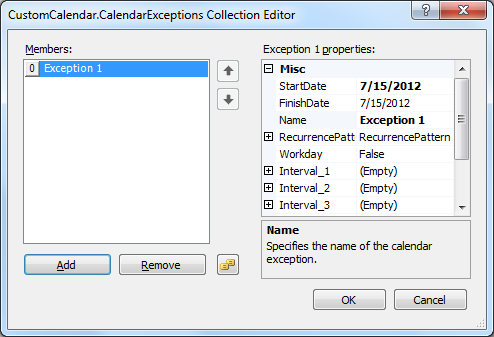 CustomCalendar.CalendarExceptions Collection Editor
?
Members:
0 Exception 1
Add
Remove
Exception 1 properties:
Misc
StartDate 7/15/2012
FinishDate 7/15/2012
Name Exception 1
RecurrencePatt RecurrencePattern
Workday False
Interval_1 (Empty)
Interval_2 (Empty)
Interval_3 (Empty)
Name
Specifies the name of the calendar
exception.
OK
Cancel